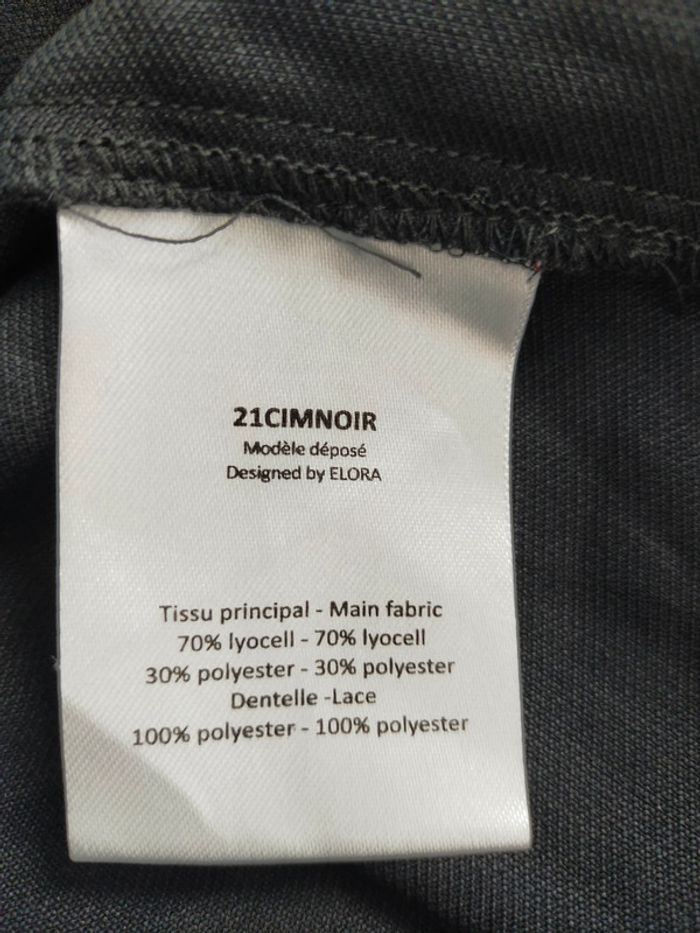 21CIMNOIR
Modèle déposé
Designed by ELORA
Tissu principal - Main fabric
70% lyocell - 70% lyocell
30% polyester - 30% polyester
Dentelle -Lace
100% polyester - 100% polyester